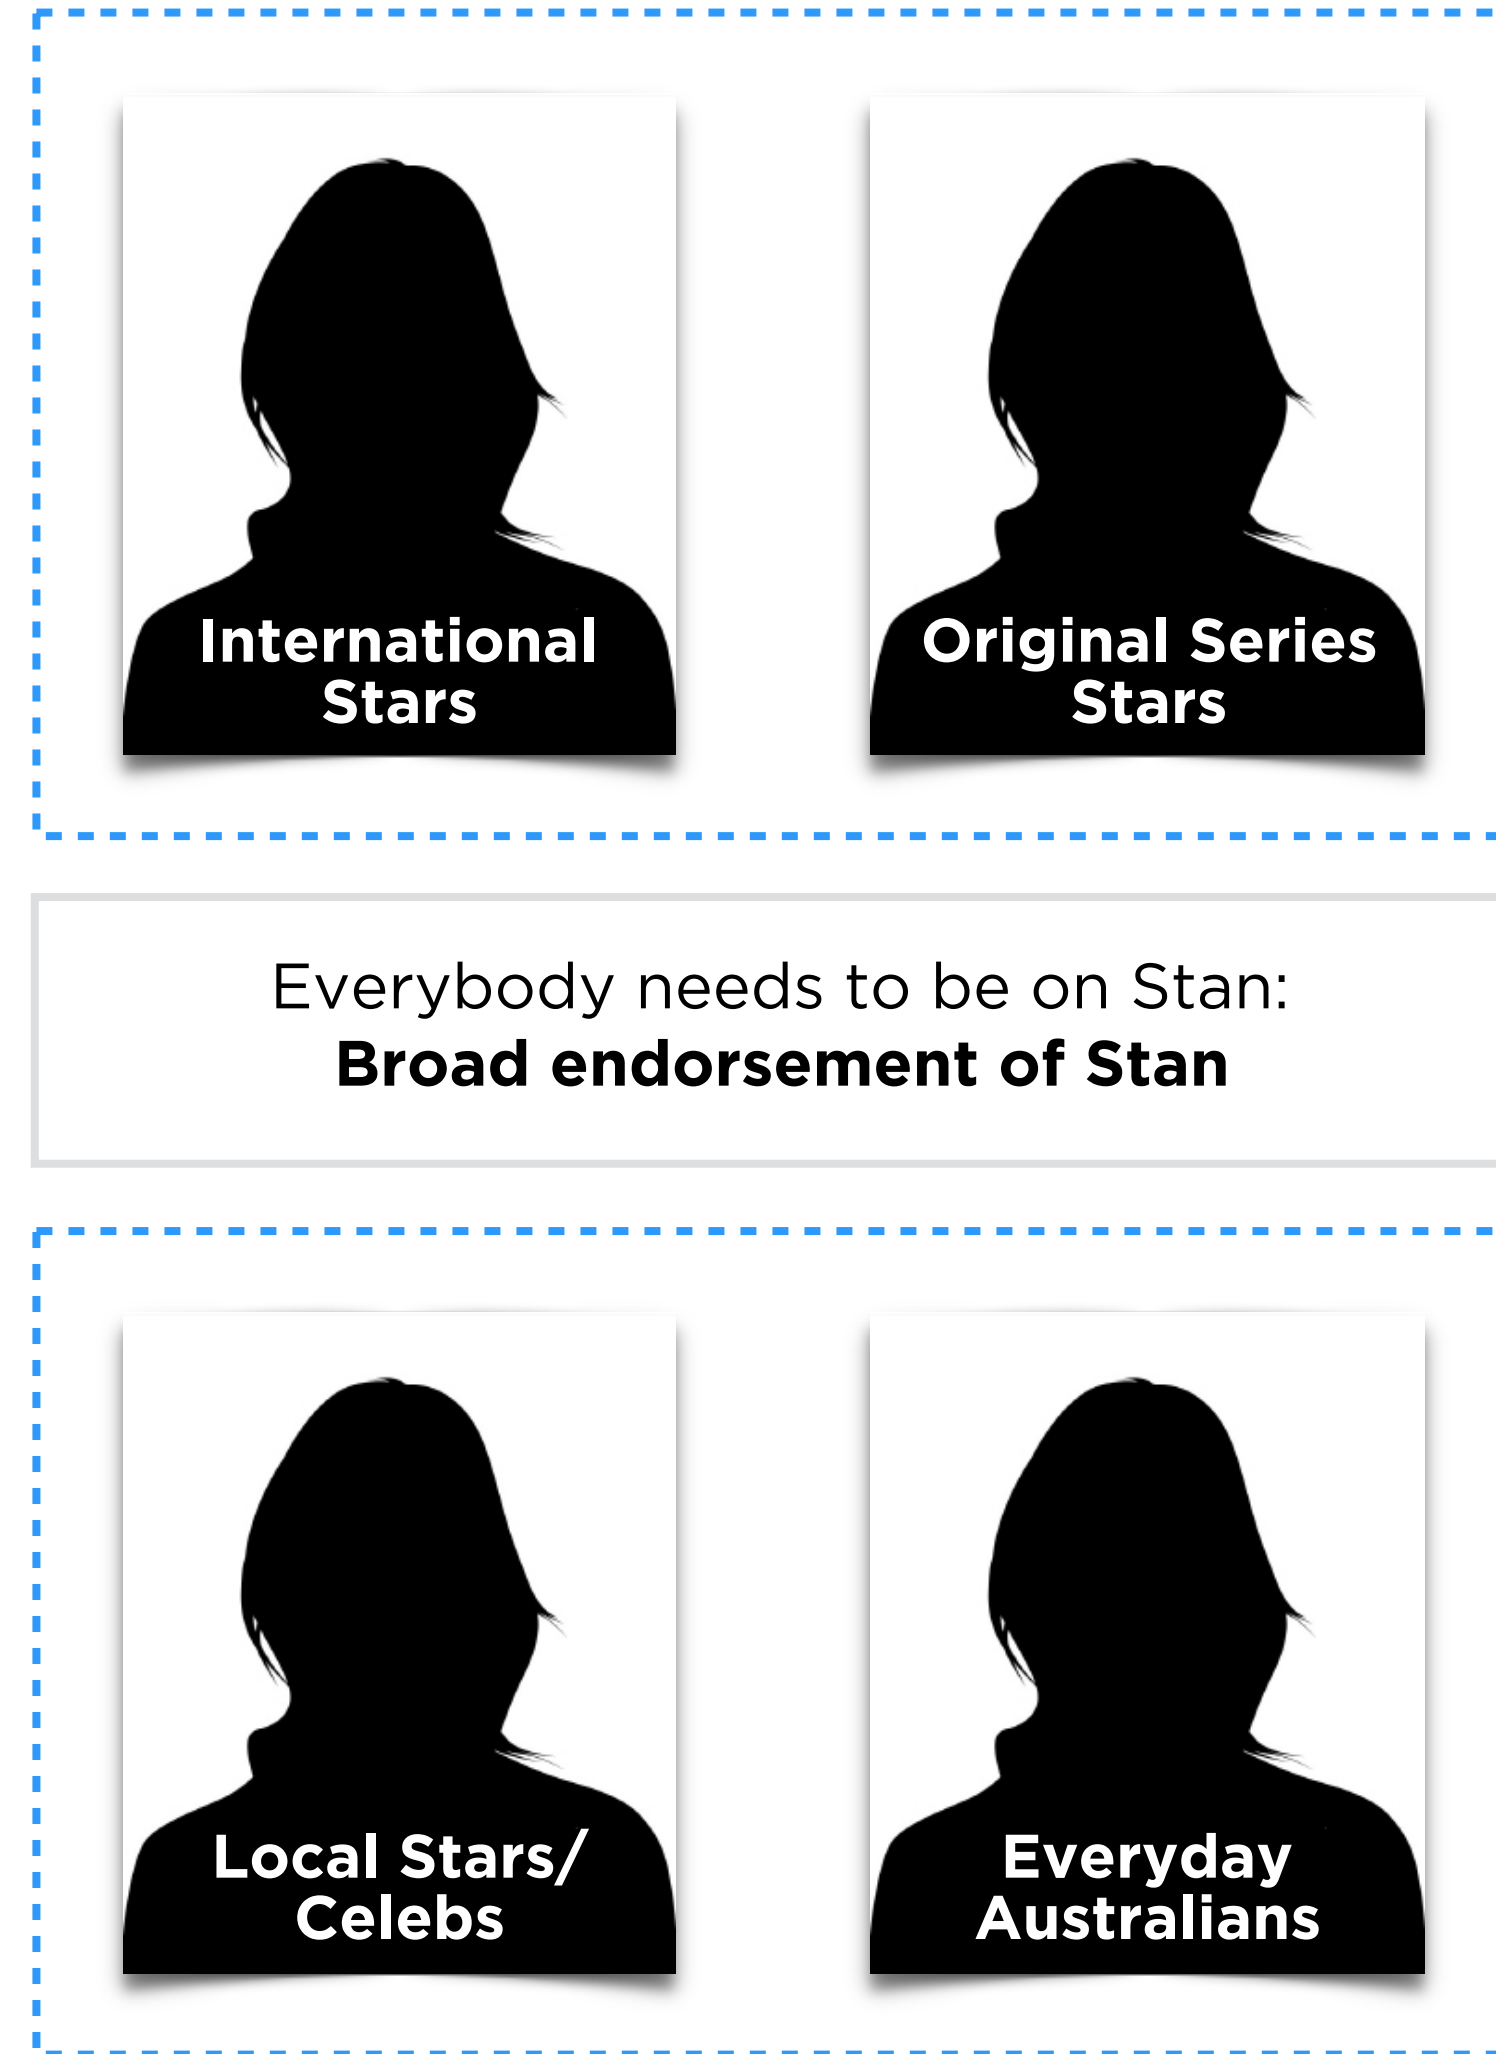 International
Stars
Original Series
Stars
Everybody needs to be on Stan:
Broad endorsement of Stan
Local Stars/
Celebs
Everyday
Australians